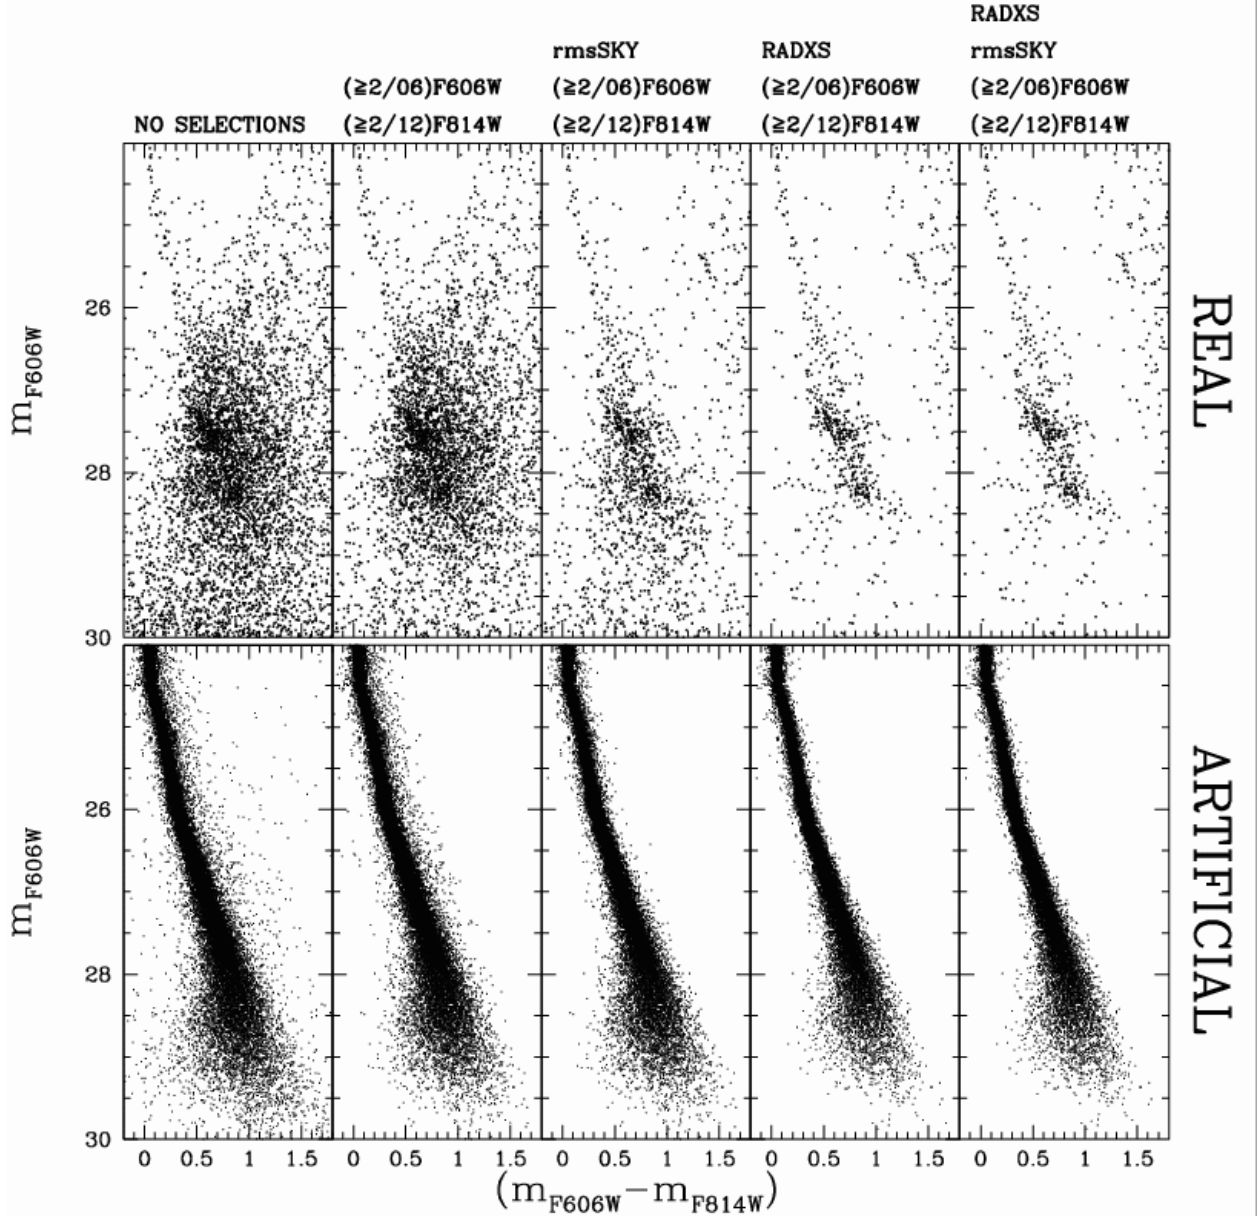 RADXS
rmsSKY RADXS rmsSKY
(≧2/06)F606W (≧2/06)F606W (≧2/06)F606W (≧2/06)F606W
NO SELECTIONS (≧2/12)F814W (≧2/12)F814W (≧2/12)F814W (≧2/12)F814W
26
28
30
m_F606W
REAL
26
28
30
m_F606W
ARTIFICIAL
0 0.5 1 1.5 0 0.5 1 1.5 0 0.5 1 1.5 0 0.5 1 1.5 0 0.5 1 1.5
(m_F606W−m_F814W)